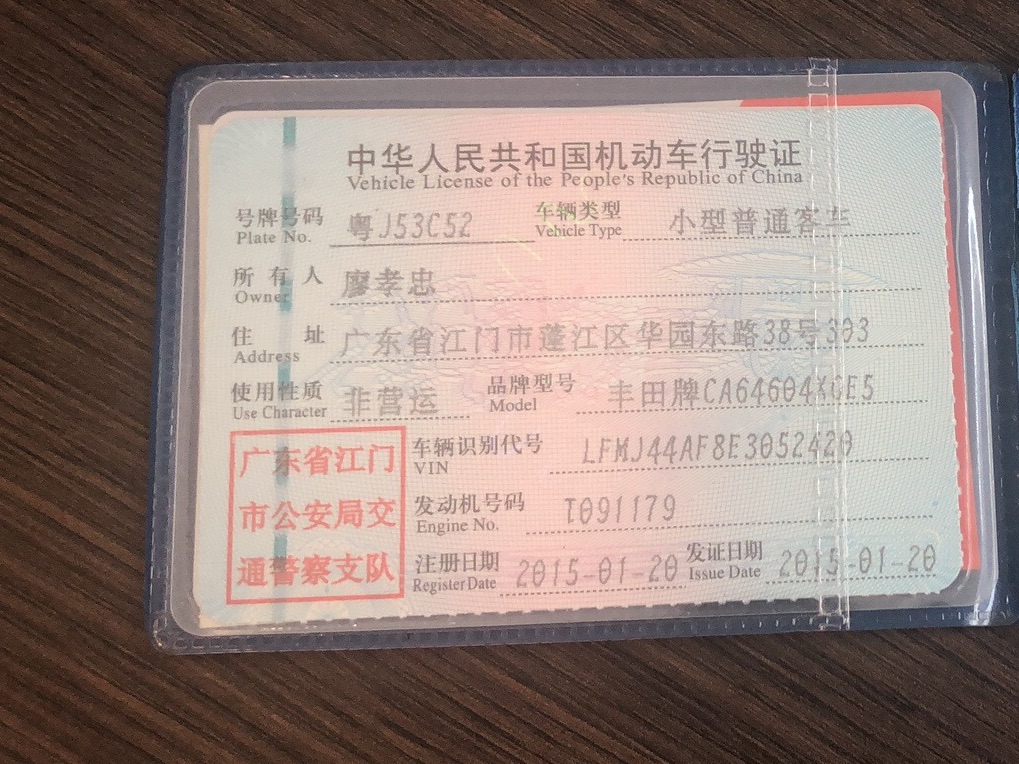 中华人民共和国机动车行驶证
Vehicle License of the People's Republic of China
号牌号码 粤J53C52 车辆类型 小型普通客车
Plate No. Vehicle Type
所有人 廖孝忠
Owner
住址 广东省江门市蓬江区华园东路38号303
Address
使用性质 非营运 品牌型号 丰田牌CA64604XGE5
Use Character Model
广东省江门
市公安局交
通警察支队
车辆识别代号 LFMJ44AF8E3052420
VIN
发动机号码 T091179
Engine No.
注册日期 2015-01-20 发证日期 2015-01-20
Register Date Issue Date